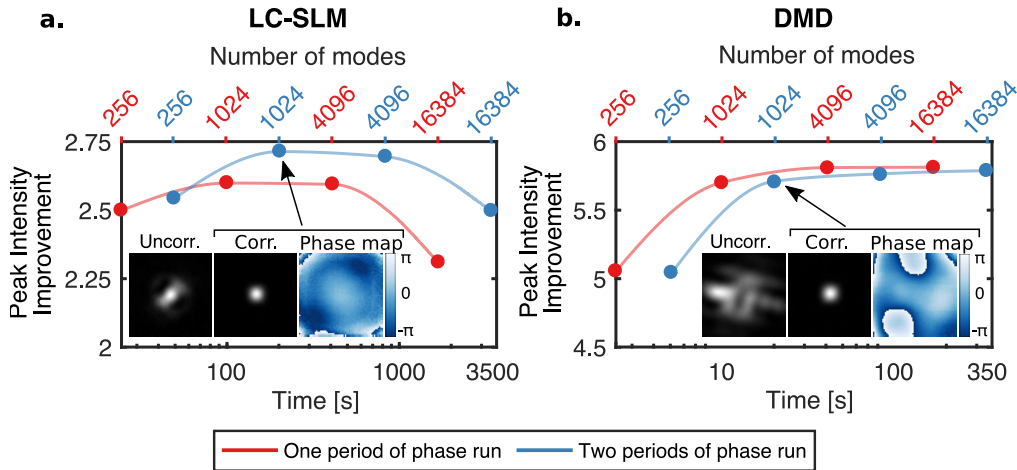 a.
LC-SLM
Number of modes
256 256 1024 1024 4096 4096 16384 16384
2.75
2.5
2.25
2
Peak Intensity
Improvement
Uncorr. Corr. Phase map
π
0
-π
100 1000 3500
Time [s]
b.
DMD
Number of modes
256 256 1024 1024 4096 4096 16384 16384
6
5.5
5
4.5
Peak Intensity
Improvement
Uncorr. Corr. Phase map
π
0
-π
10 100 350
Time [s]
One period of phase run Two periods of phase run